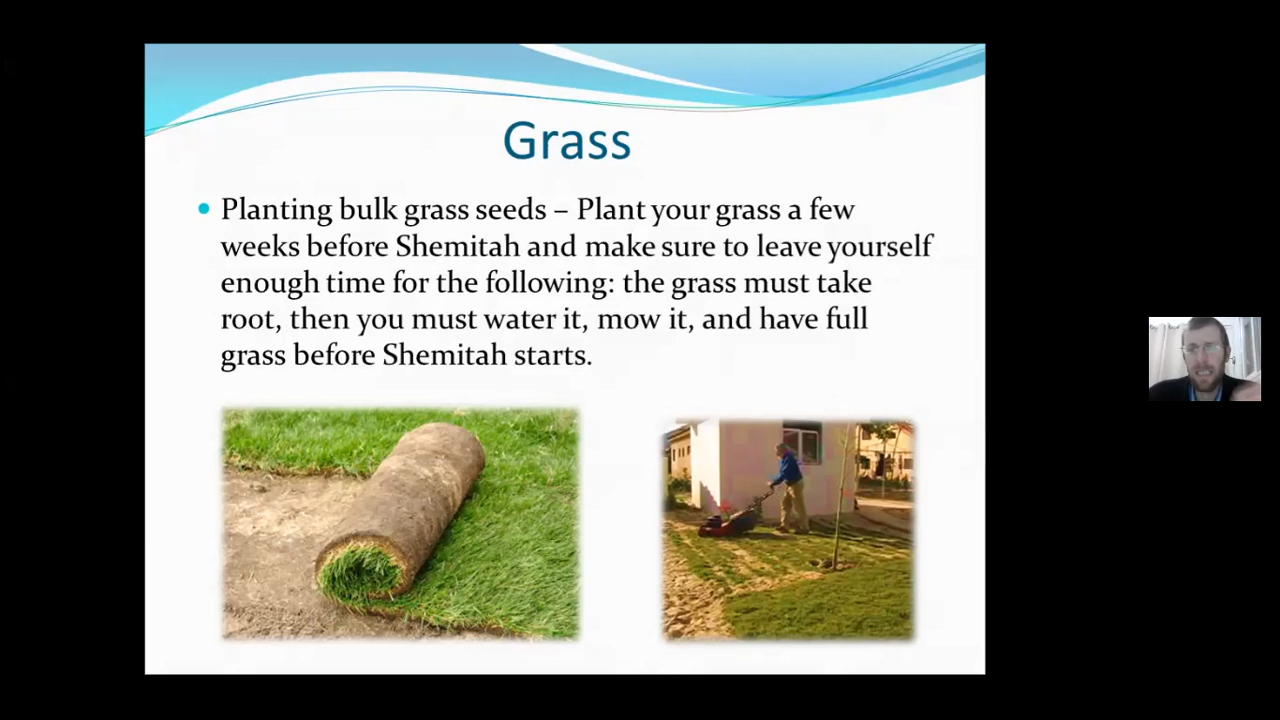 Grass
Planting bulk grass seeds – Plant your grass a few
weeks before Shemitah and make sure to leave yourself
enough time for the following: the grass must take
root, then you must water it, mow it, and have full
grass before Shemitah starts.